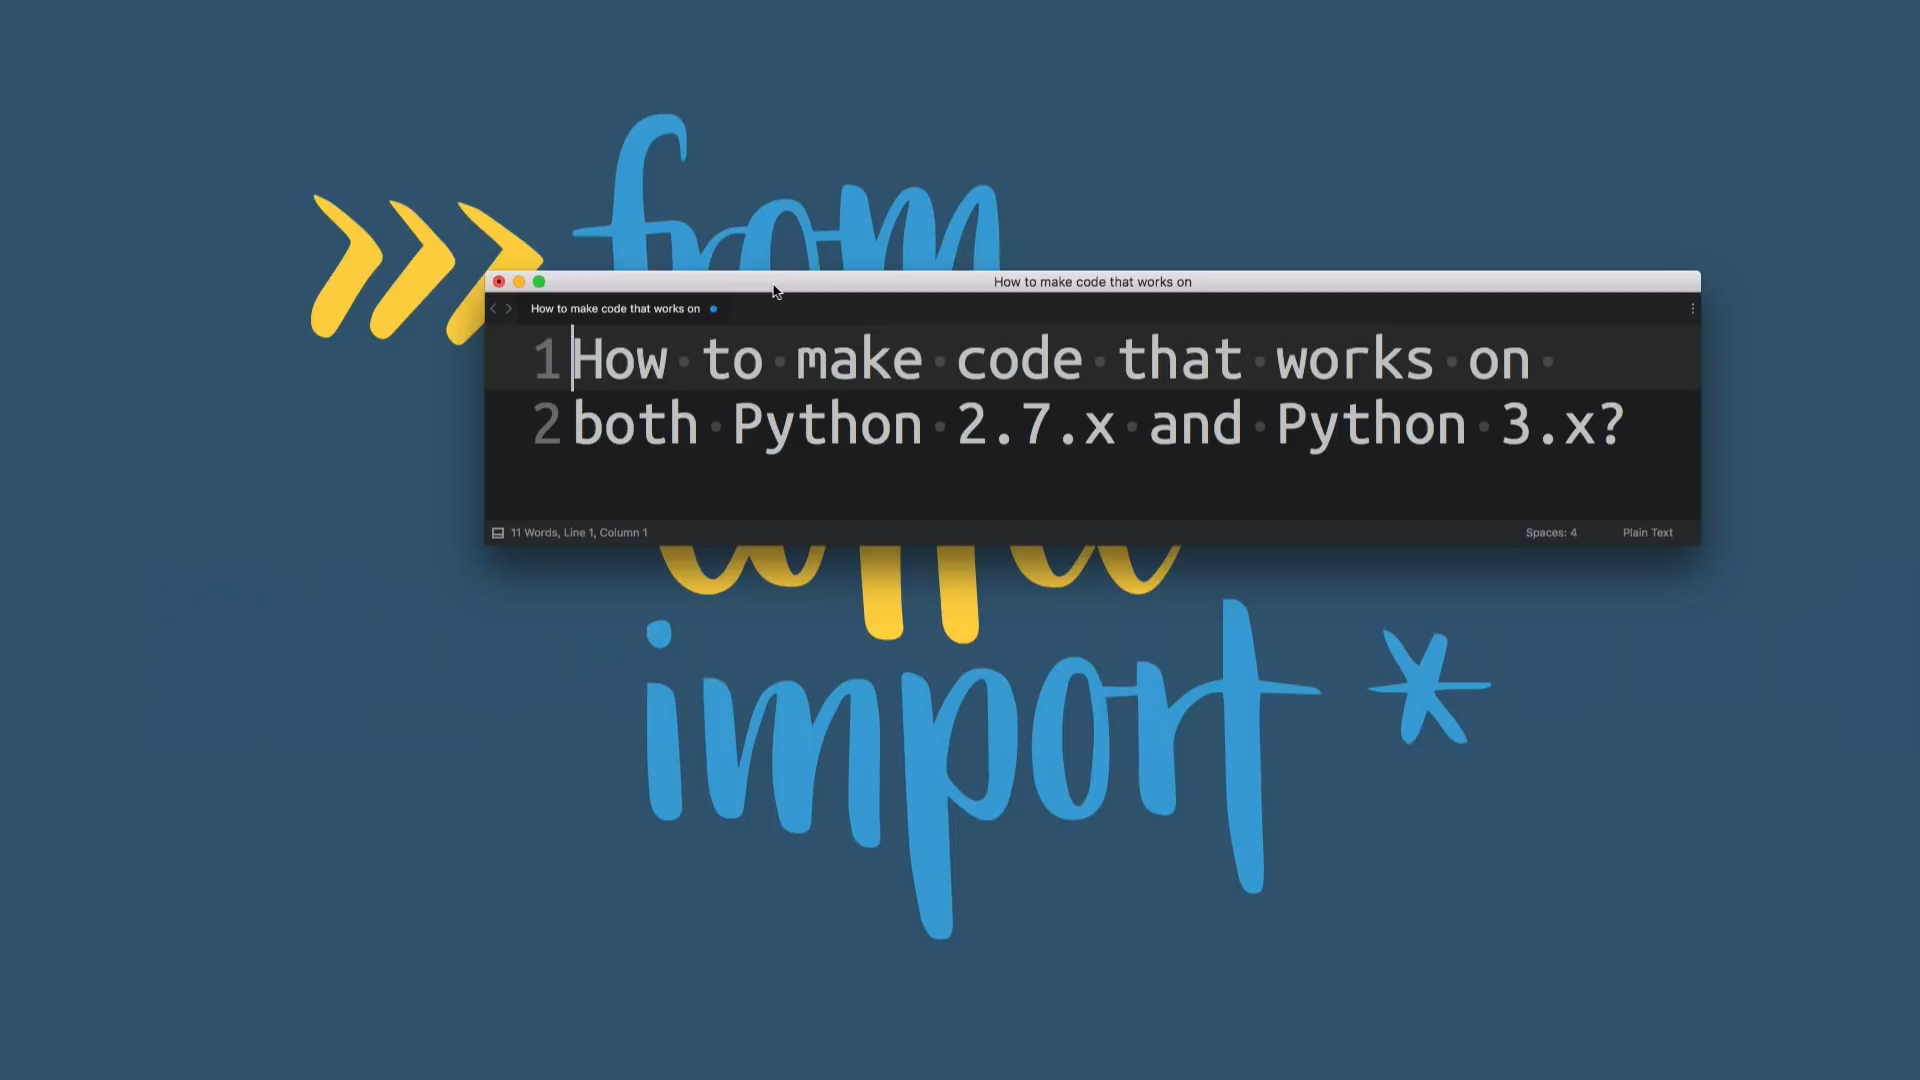 >>> from
How to make code that works on
How to make code that works on
1 How to make code that works on
2 both Python 2.7.x and Python 3.x?
11 Words, Line 1, Column 1
Spaces: 4
Plain Text
import *